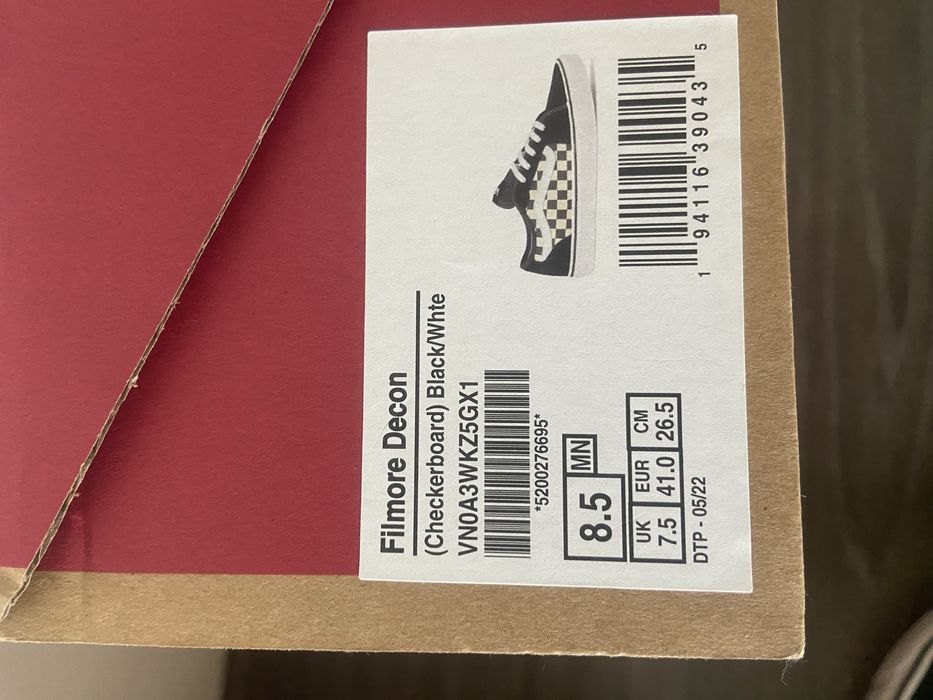 Filmore Decon
(Checkerboard) Black/Whte
VN0A3WKZ5GX1
*5200276695*
8.5 MN
UK EUR CM
7.5 41.0 26.5
DTP - 05/22
1 94116 39043 5